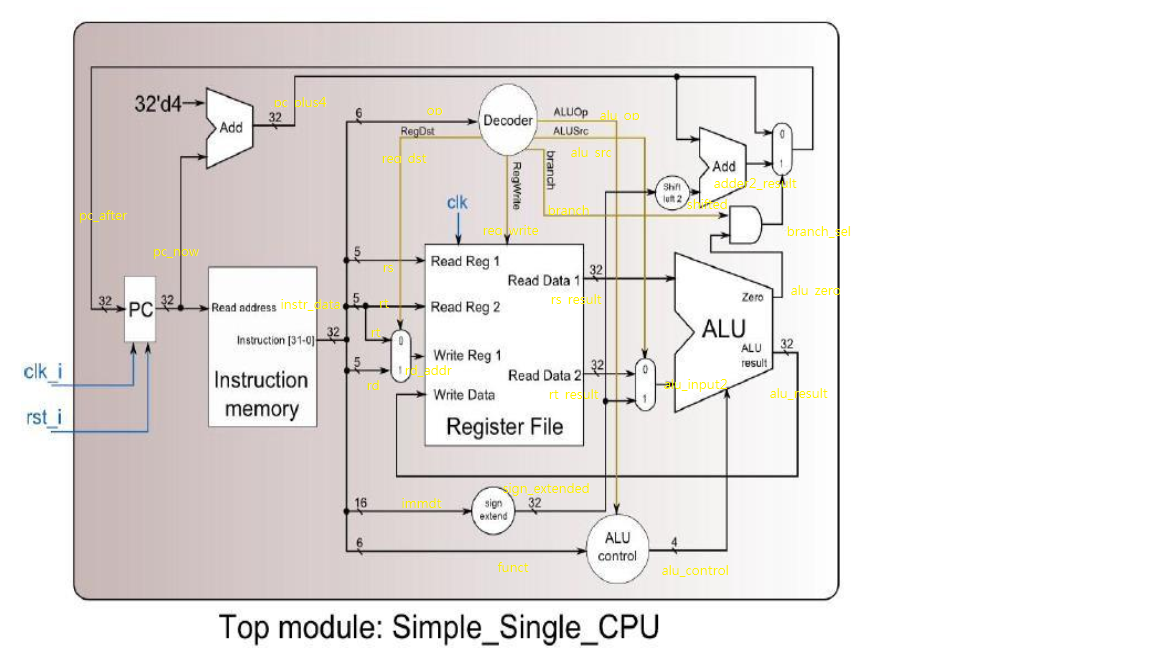 32'd4
Add
32
pc_plus4
6
op
Decoder
ALUOp
alu_op
RegDst
ALUSrc
reg_dst
alu_src
RegWrite
branch
Add
0
1
Shift
left 2
adder2_result
shifted
clk
branch
reg_write
branch_sel
pc_after
pc_now
5
rs
Read Reg 1
Read Data 1
32
rs_result
Zero
alu_zero
32
PC
32
Read address
instr_data
5
Read Reg 2
ALU
Instruction [31-0]
32
rt
0
1
Write Reg 1
ALU
result
32
clk_i
Instruction
memory
5
rd_addr
Read Data 2
32
0
1
alu_input2
Write Data
rt_result
alu_result
rst_i
Register File
sign_extended
16
sign
extend
32
6
funct
ALU
control
4
alu_control
Top module: Simple_Single_CPU